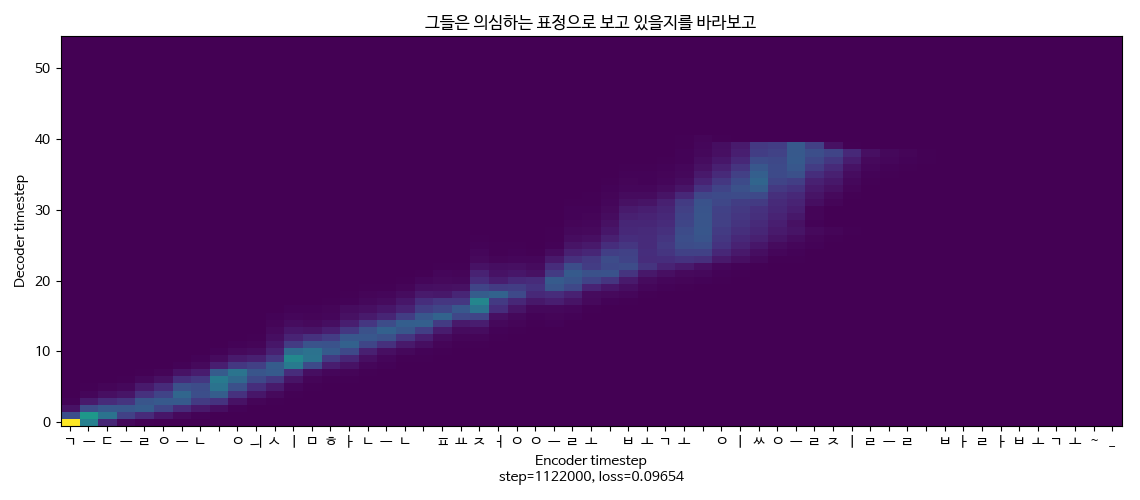 그들은 의심하는 표정으로 보고 있을지를 바라보고
50
40
30
20
10
0
Decoder timestep
ㄱ ㅡ ㄷ ㅡ ㄹ ㅇ ㅡ ㄴ ㅇ ㅢ ㅅ ㅣ ㅁ ㅎ ㅏ ㄴ ㅡ ㄴ ㅍ ㅛ ㅈ ㅓ ㅇ ㅇ ㅡ ㄹ ㅗ ㅂ ㅗ ㄱ ㅗ ㅇ ㅣ ㅆ ㅇ ㅡ ㄹ ㅈ ㅣ ㄹ ㅡ ㄹ ㅂ ㅏ ㄹ ㅏ ㅂ ㅗ ㄱ ㅗ ~ _
Encoder timestep
step=1122000, loss=0.09654